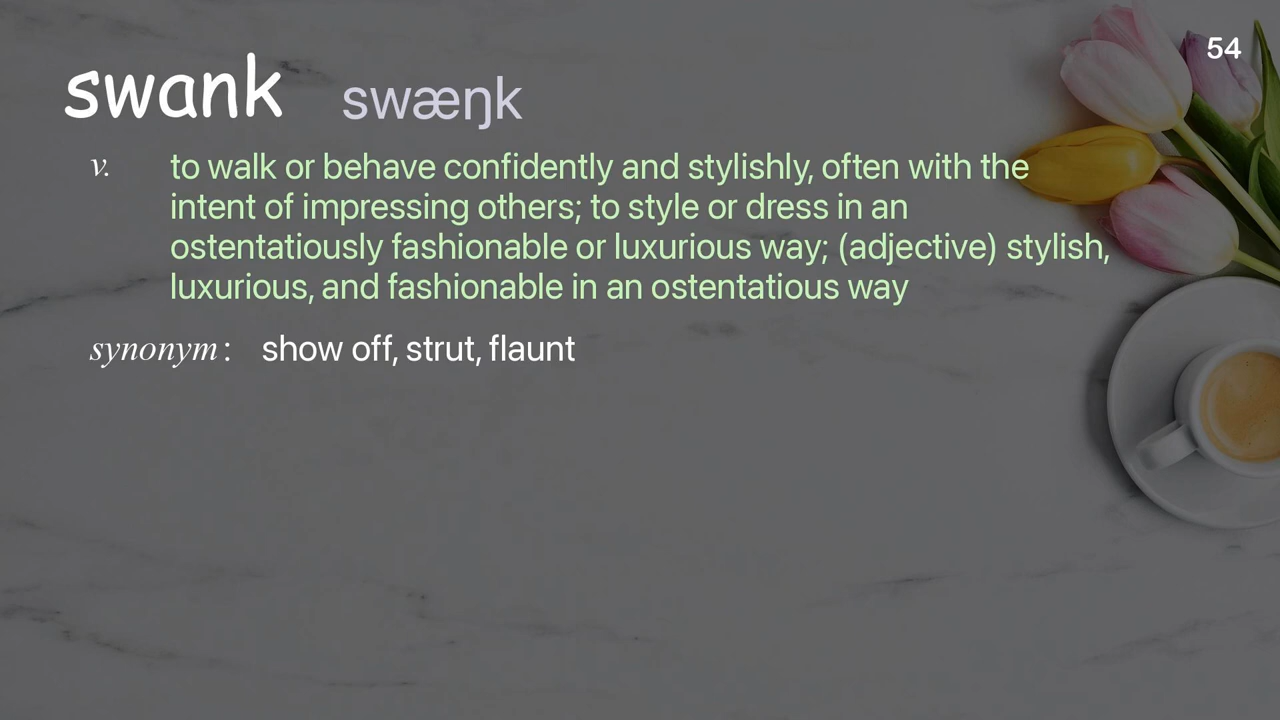 54
swank swæŋk
v. to walk or behave confidently and stylishly, often with the
intent of impressing others; to style or dress in an
ostentatiously fashionable or luxurious way; (adjective) stylish,
luxurious, and fashionable in an ostentatious way
synonym : show off, strut, flaunt